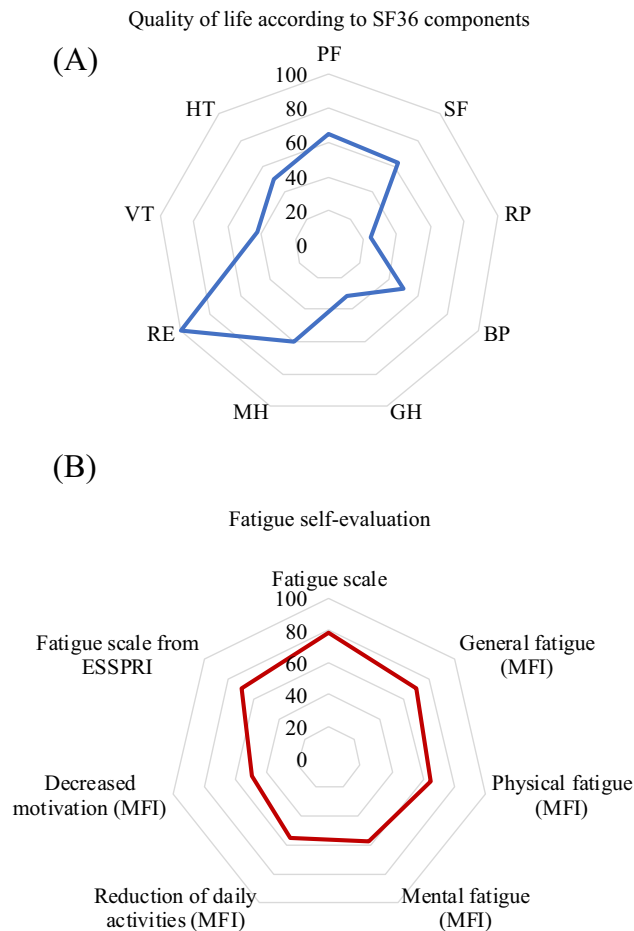 Quality of life according to SF36 components
(A)
PF
100
HT
SF
80
60
40
VT
RP
20
0
RE
BP
MH
GH
(B)
Fatigue self-evaluation
Fatigue scale
100
80
Fatigue scale from
ESSPRI
General fatigue
(MFI)
60
40
20
0
Decreased
motivation (MFI)
Physical fatigue
(MFI)
Reduction of daily
activities (MFI)
Mental fatigue
(MFI)